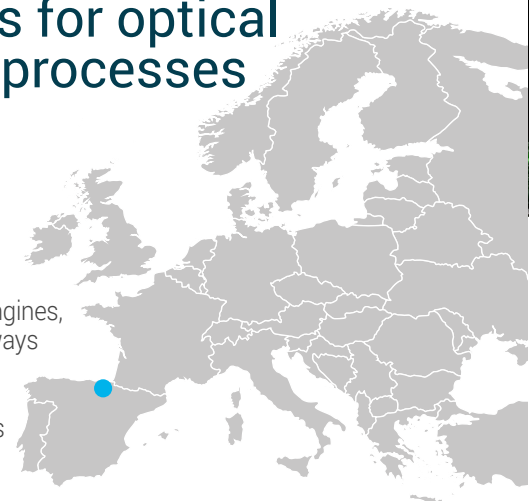 s for optical
processes
gines,
ays
s